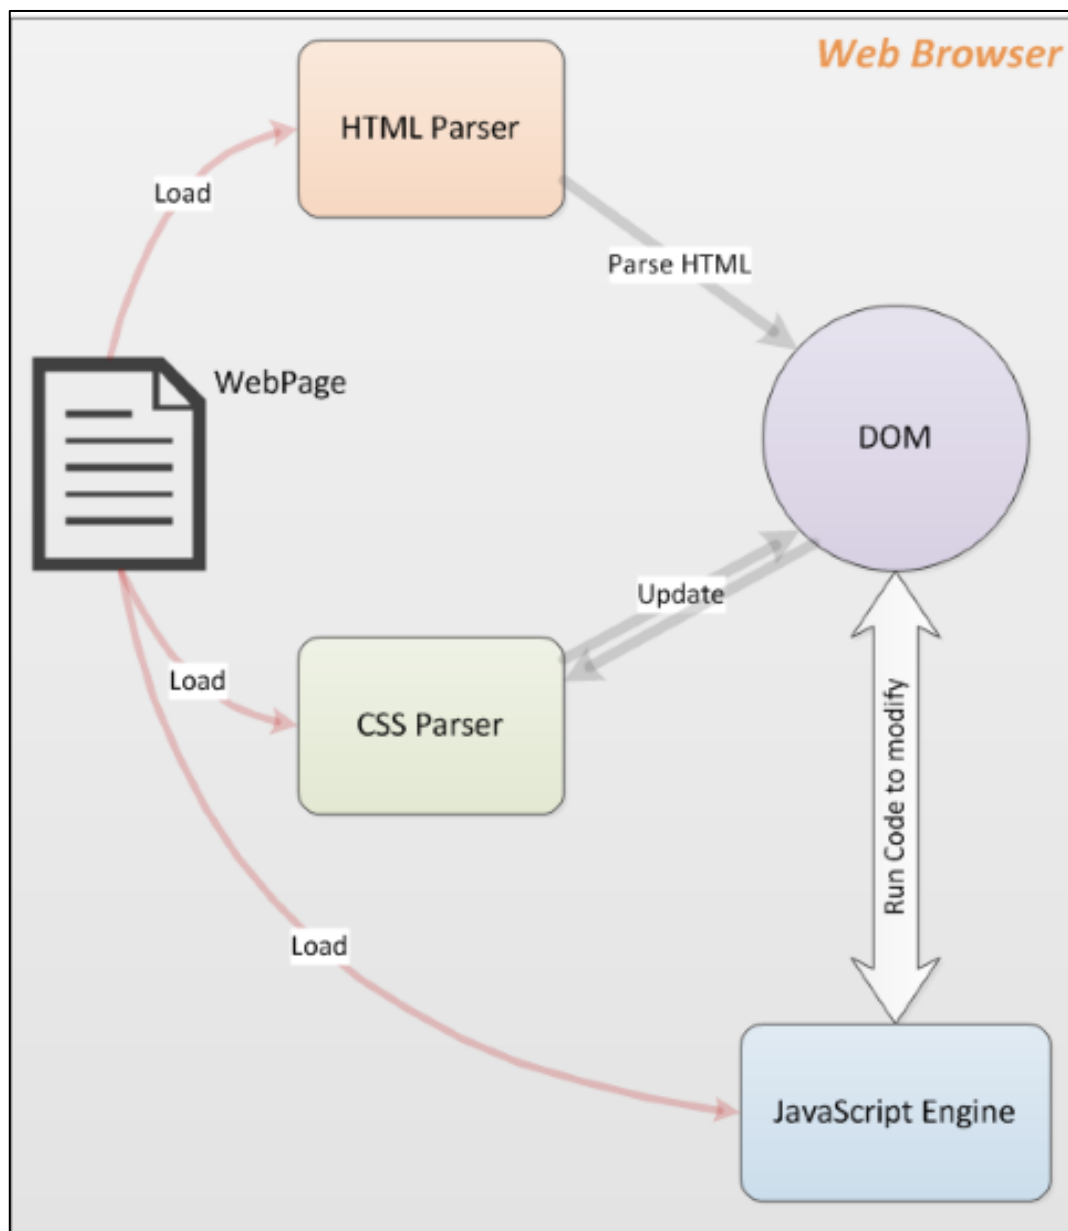 Web Browser
HTML Parser
Load
Parse HTML
WebPage
DOM
Update
Load
CSS Parser
Run Code to modify
Load
JavaScript Engine